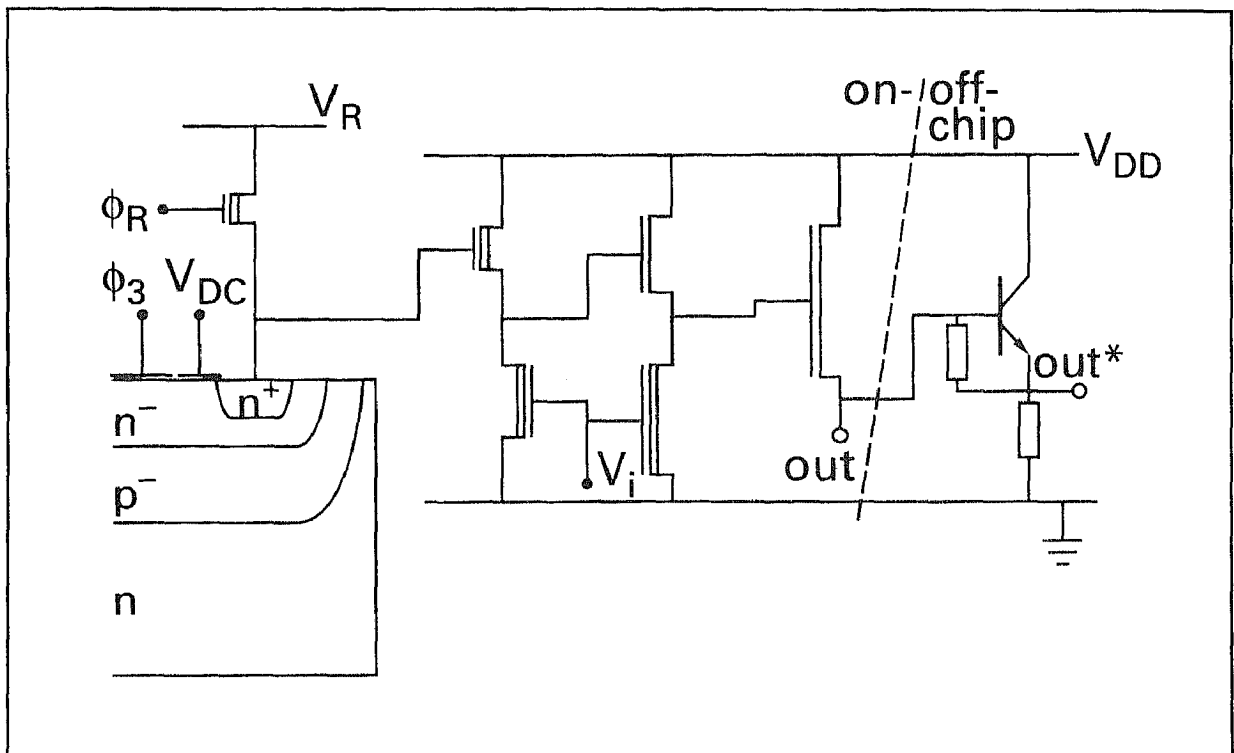 V_R
on- / off-chip
V_DD
ϕ_R
ϕ_3
V_DC
out*
n⁺
n⁻
V_i
out
p⁻
n